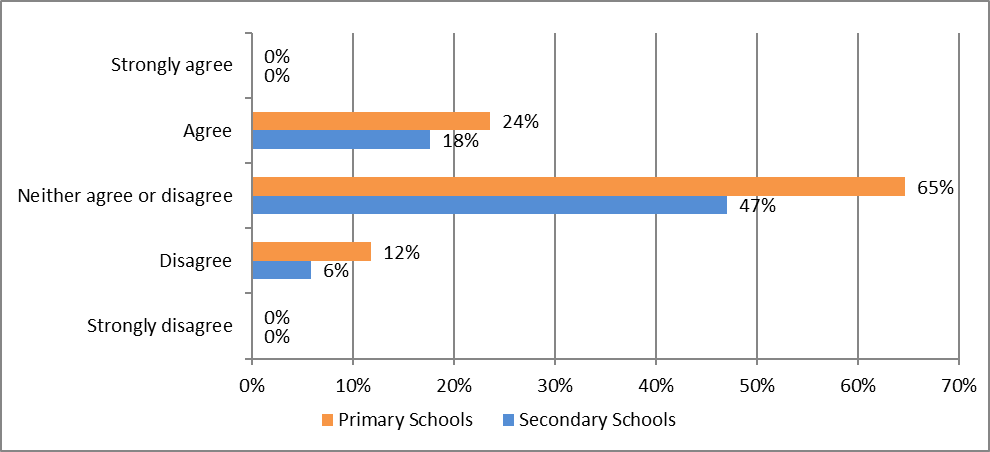 Strongly agree
0%
0%
Agree
24%
18%
Neither agree or disagree
65%
47%
Disagree
12%
6%
Strongly disagree
0%
0%
0% 10% 20% 30% 40% 50% 60% 70%
Primary Schools Secondary Schools